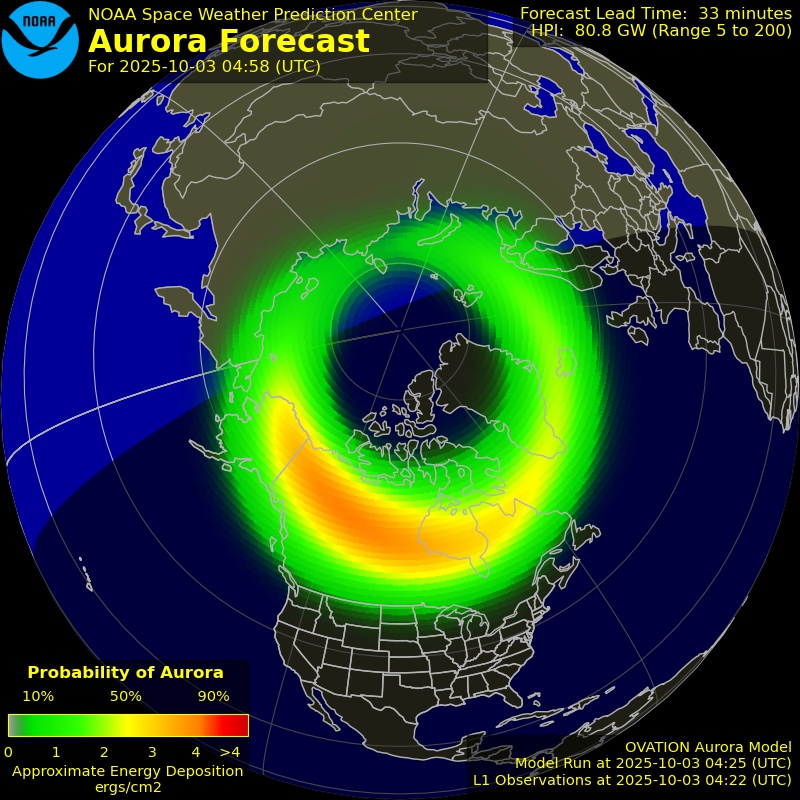 NOAA
NOAA Space Weather Prediction Center
Aurora Forecast
For 2025-10-03 04:58 (UTC)
Forecast Lead Time: 33 minutes
HPI: 80.8 GW (Range 5 to 200)
Probability of Aurora
10% 50% 90%
0 1 2 3 4 >4
Approximate Energy Deposition
ergs/cm2
OVATION Aurora Model
Model Run at 2025-10-03 04:25 (UTC)
L1 Observations at 2025-10-03 04:22 (UTC)